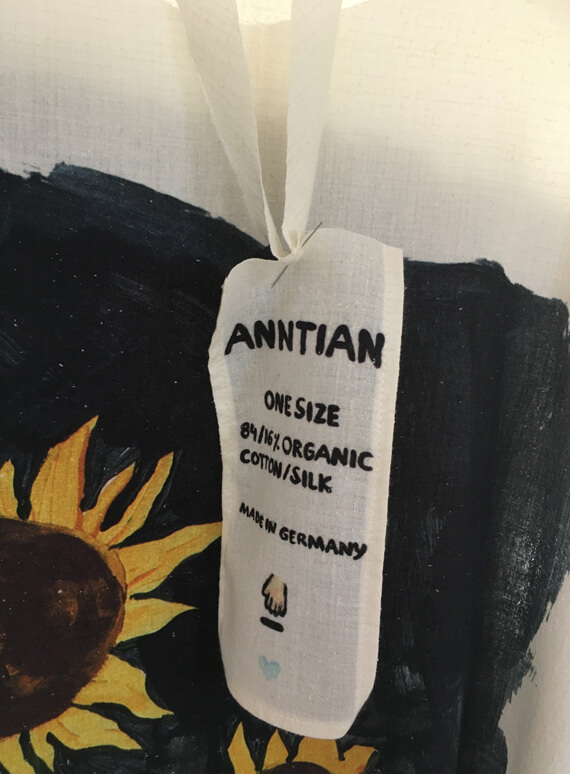 ANNTIAN
ONE SIZE
84/16% ORGANIC
COTTON/SILK
MADE IN GERMANY